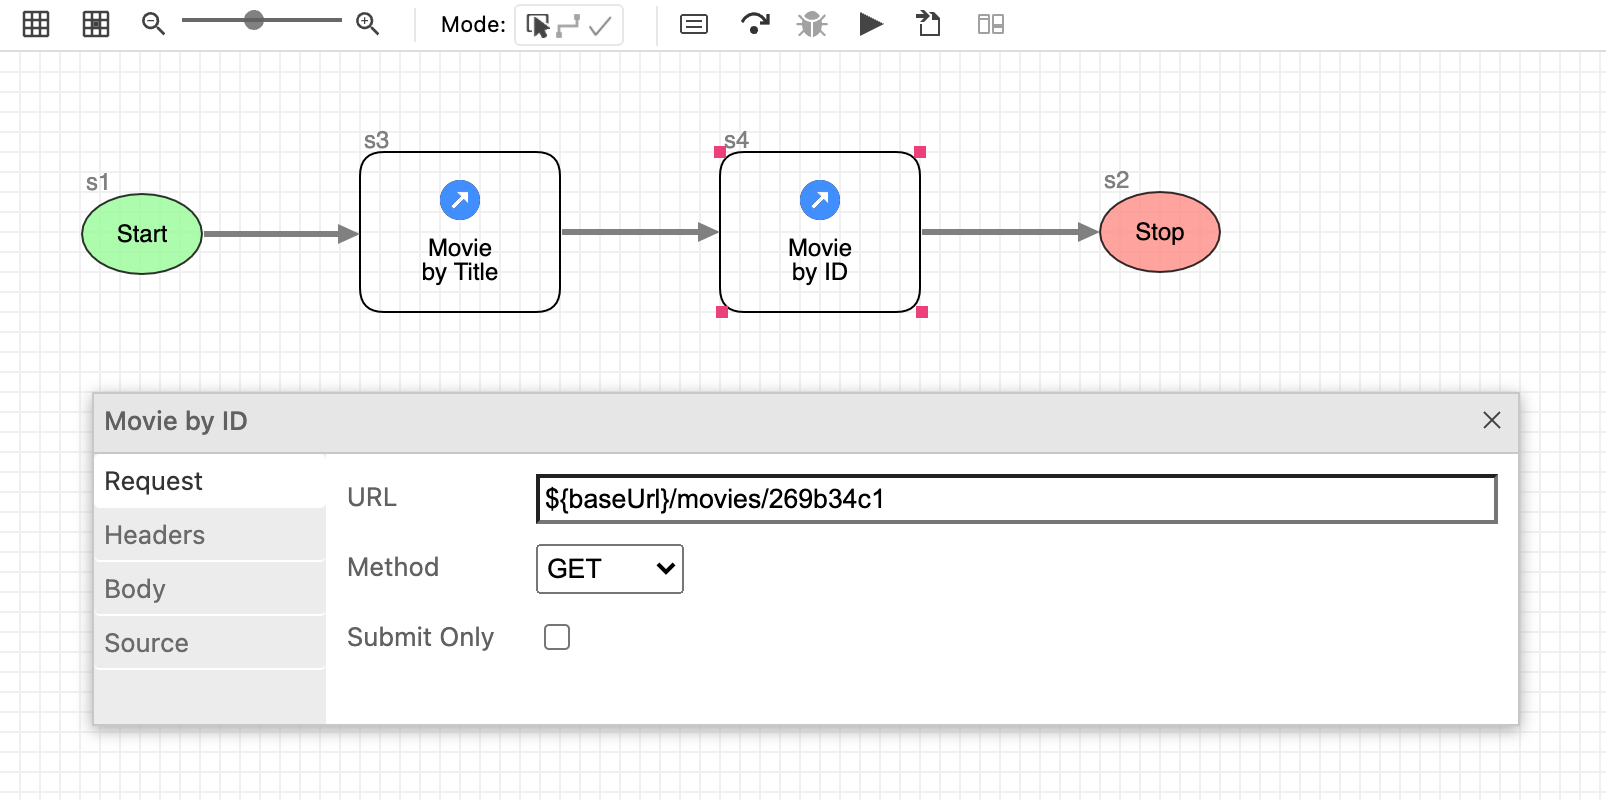 Mode:
s1
Start
s3
Movie
by Title
s4
Movie
by ID
s2
Stop
Movie by ID
Request
Headers
Body
Source
URL
${baseUrl}/movies/269b34c1
Method
GET
Submit Only